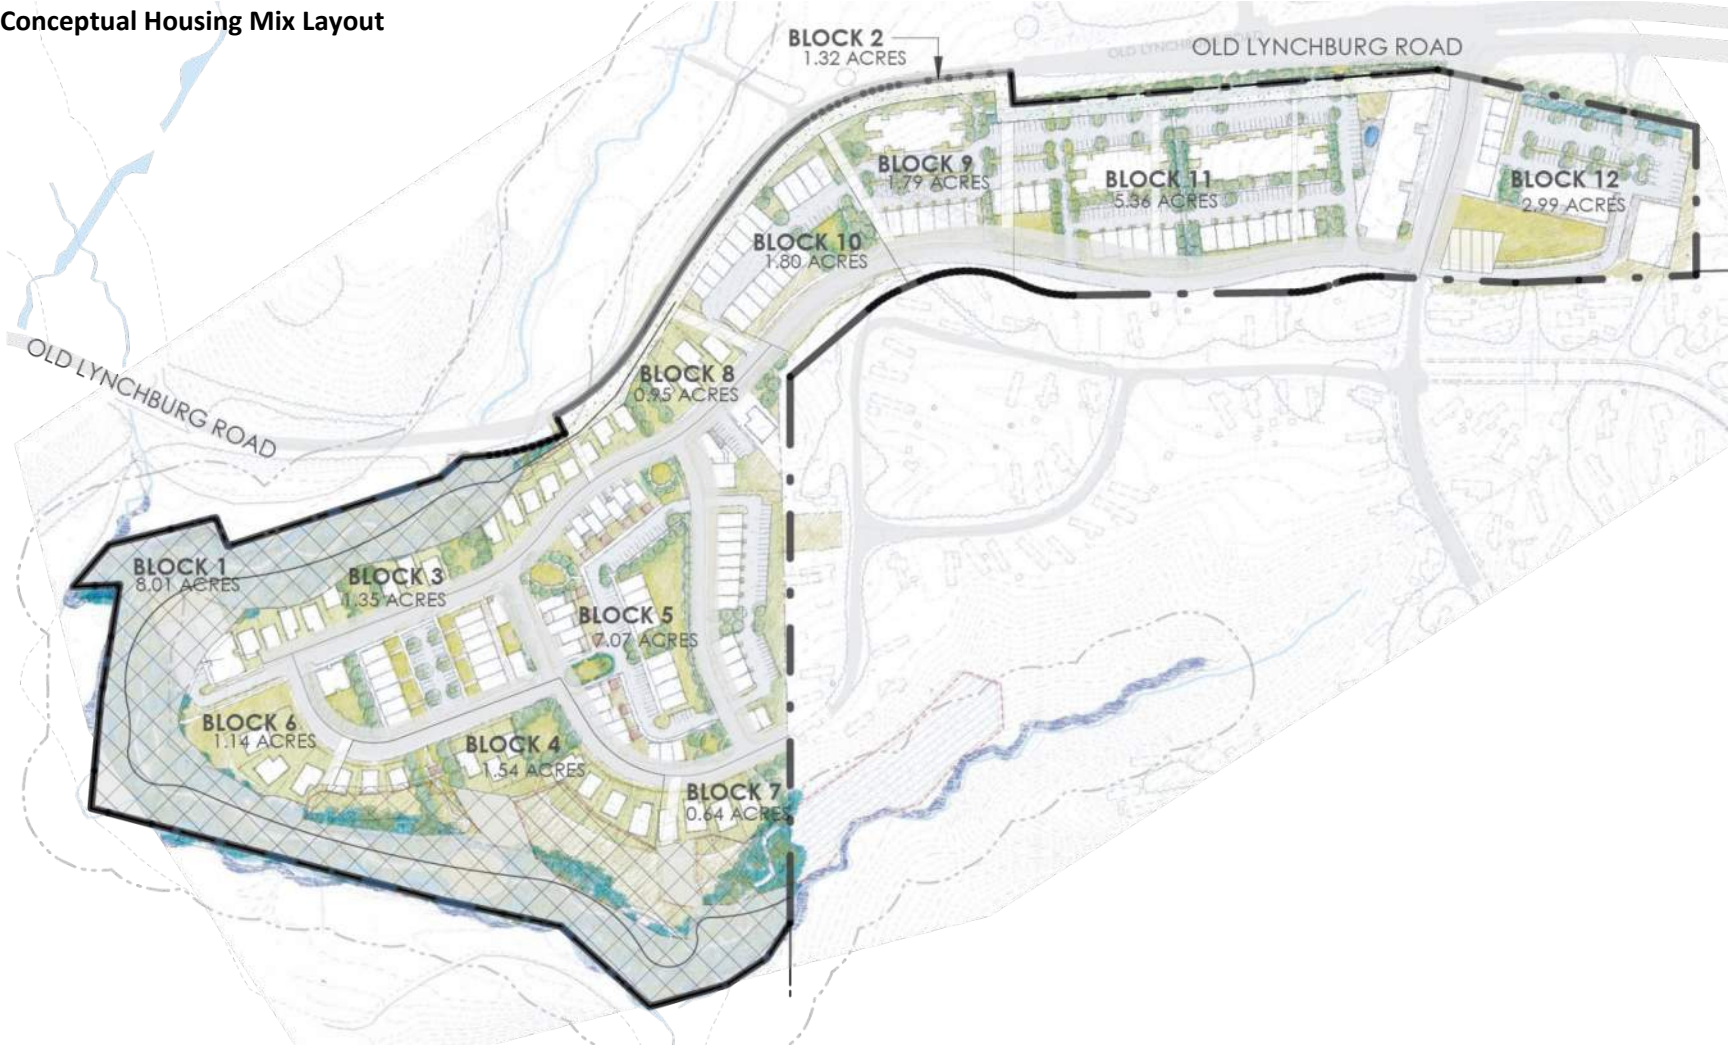 Conceptual Housing Mix Layout
BLOCK 2
1.32 ACRES
OLD LYNCHBURG ROAD
OLD LYNCHBURG ROAD
BLOCK 9
1.79 ACRES
BLOCK 11
5.36 ACRES
BLOCK 12
2.99 ACRES
BLOCK 10
1.80 ACRES
OLD LYNCHBURG ROAD
BLOCK 8
0.95 ACRES
BLOCK 1
8.01 ACRES
BLOCK 3
1.35 ACRES
BLOCK 5
7.07 ACRES
BLOCK 6
1.14 ACRES
BLOCK 4
1.54 ACRES
BLOCK 7
0.64 ACRES